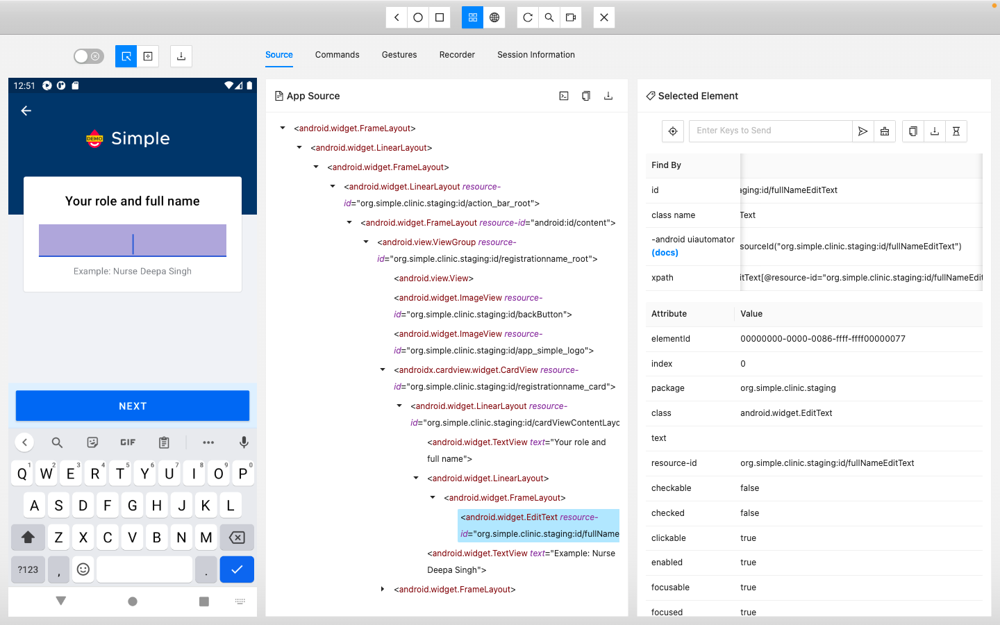 Source
Commands
Gestures
Recorder
Session Information
12:51
DEMO
Simple
Your role and full name
Example: Nurse Deepa Singh
NEXT
GIF
Q1 W2 E3 R4 T5 Y6 U7 I8 O9 P0
A S D F G H J K L
Z X C V B N M
?123 , .
App Source
<android.widget.FrameLayout>
<android.widget.LinearLayout>
<android.widget.FrameLayout>
<android.widget.LinearLayout resource-
id="org.simple.clinic.staging:id/action_bar_root">
<android.widget.FrameLayout resource-id="android:id/content">
<android.view.ViewGroup resource-
id="org.simple.clinic.staging:id/registrationname_root">
<android.view.View>
<android.widget.ImageView resource-
id="org.simple.clinic.staging:id/backButton">
<android.widget.ImageView resource-
id="org.simple.clinic.staging:id/app_simple_logo">
<androidx.cardview.widget.CardView resource-
id="org.simple.clinic.staging:id/registrationname_card">
<android.widget.LinearLayout resource-
id="org.simple.clinic.staging:id/cardViewContentLayo
<android.widget.TextView text="Your role and
full name">
<android.widget.LinearLayout>
<android.widget.FrameLayout>
<android.widget.EditText resource-
id="org.simple.clinic.staging:id/fullName
<android.widget.TextView text="Example: Nurse
Deepa Singh">
<android.widget.FrameLayout>
Selected Element
Enter Keys to Send
Find By
id aging:id/fullNameEditText
class name Text
-android uiautomator
(docs) sourceId("org.simple.clinic.staging:id/fullNameEditText")
xpath itText[@resource-id="org.simple.clinic.staging:id/fullNameEdit
Attribute Value
elementId 00000000-0000-0086-ffff-ffff00000077
index 0
package org.simple.clinic.staging
class android.widget.EditText
text
resource-id org.simple.clinic.staging:id/fullNameEditText
checkable false
checked false
clickable true
enabled true
focusable true
focused true